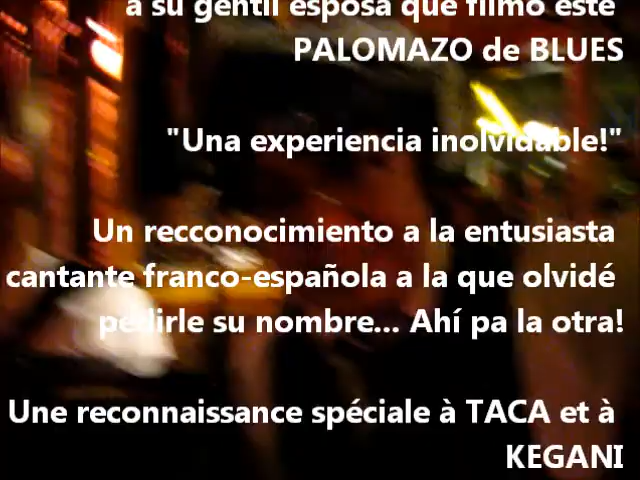 a su gentil esposa que filmó este
PALOMAZO de BLUES
"Una experiencia inolvidable!"
Un recconocimiento a la entusiasta
cantante franco-española a la que olvidé
pedirle su nombre... Ahí pa la otra!
Une reconnaissance spéciale à TACA et à
KEGANI